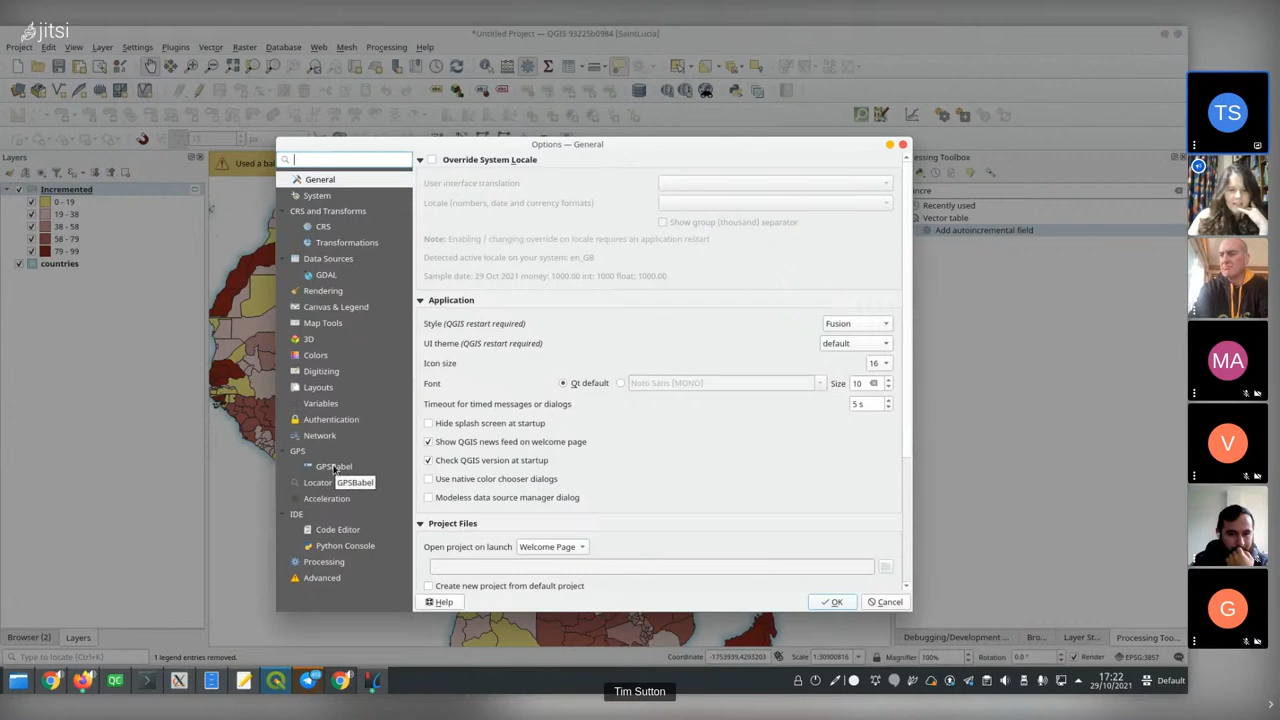 jitsi
*Untitled Project — QGIS 93225b0984 [SaintLucia]
Project Edit View Layer Settings Plugins Vector Raster Database Web Mesh Processing Help
Layers
Incremented
0 - 19
19 - 38
38 - 58
58 - 79
79 - 99
countries
Used a bal
Options — General
General
System
CRS and Transforms
CRS
Transformations
Data Sources
GDAL
Rendering
Canvas & Legend
Map Tools
3D
Colors
Digitizing
Layouts
Variables
Authentication
Network
GPS
GPSBabel
Locator
GPSBabel
Acceleration
IDE
Code Editor
Python Console
Processing
Advanced
Override System Locale
User interface translation
Locale (numbers, date and currency formats)
Show group (thousand) separator
Note: Enabling / changing override on locale requires an application restart
Detected active locale on your system: en_GB
Sample date: 29 Oct 2021 money: 1000.00 int: 1000 float: 1000.00
Application
Style (QGIS restart required) Fusion
UI theme (QGIS restart required) default
Icon size 16
Font Qt default Noto Sans [MONO] Size 10
Timeout for timed messages or dialogs 5 s
Hide splash screen at startup
Show QGIS news feed on welcome page
Check QGIS version at startup
Use native color chooser dialogs
Modeless data source manager dialog
Project Files
Open project on launch Welcome Page
Create new project from default project
Help OK Cancel
essing Toolbox
ncre
Recently used
Vector table
Add autoincremental field
TS
MA
V
G
Browser (2) Layers
Debugging/Development ... Bro... Layer St... Processing Too...
Type to locate (Ctrl+K) 1 legend entries removed. Coordinate -1753939,4293203 Scale 1:30900816 Magnifier 100% Rotation 0.0 ° Render EPSG:3857
17:22
29/10/2021
Default
Tim Sutton